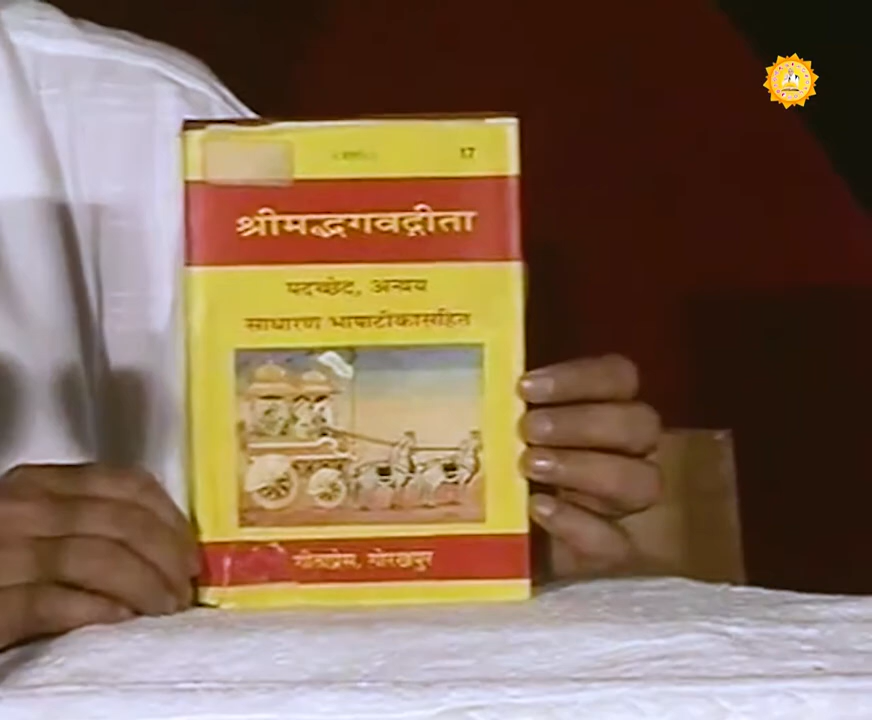 17
श्रीमद्भगवद्गीता
पदच्छेद, अन्वय
साधारण भाषाटीकासहित
गीताप्रेस, गोरखपुर